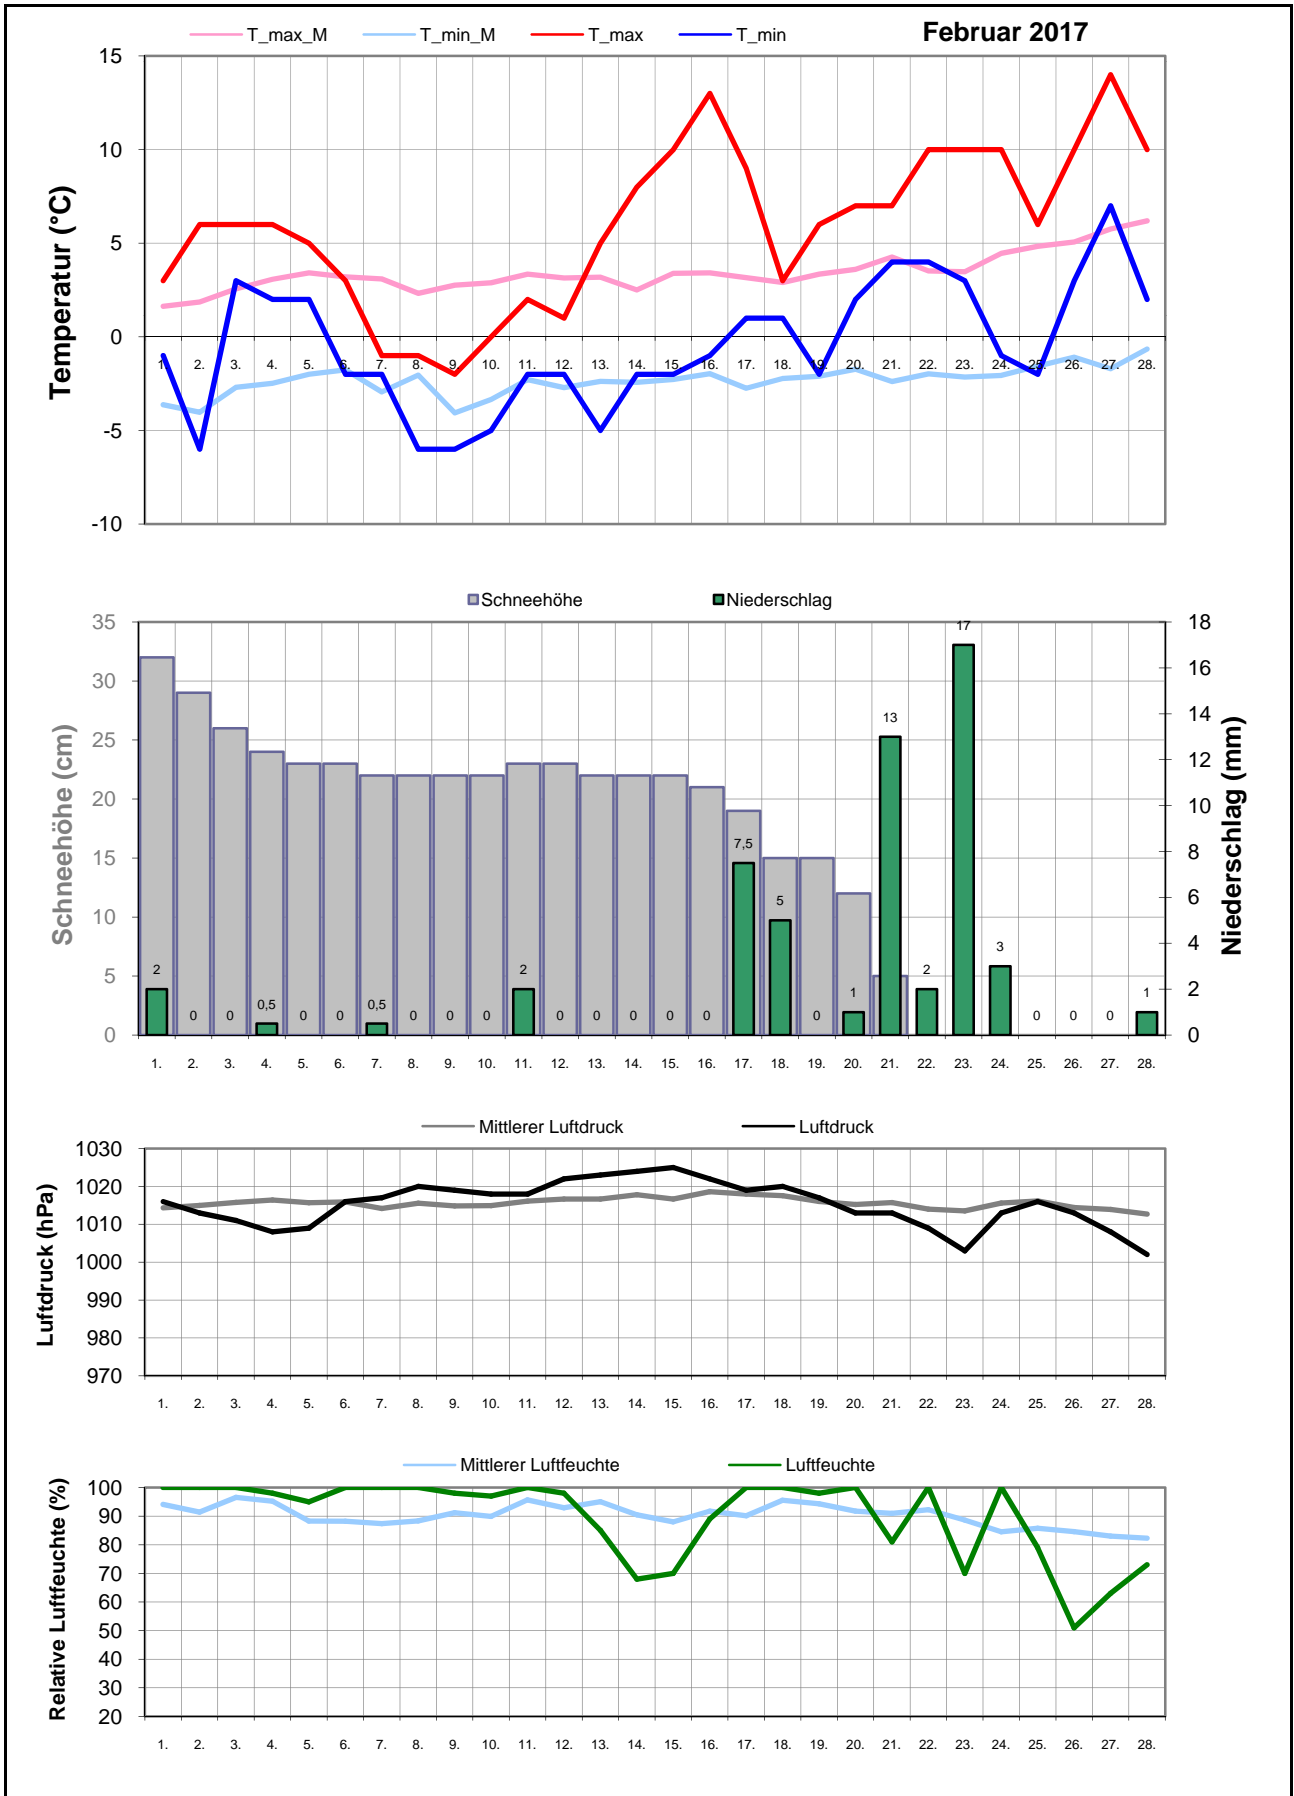 Februar 2017
T_max_M T_min_M T_max T_min
Temperatur (°C)
15
10
5
0
-5
-10
1. 2. 3. 4. 5. 6. 7. 8. 9. 10. 11. 12. 13. 14. 15. 16. 17. 18. 19. 20. 21. 22. 23. 24. 25. 26. 27. 28.
Schneehöhe Niederschlag
Schneehöhe (cm)
35
30
25
20
15
10
5
0
Niederschlag (mm)
18
16
14
12
10
8
6
4
2
0
2 0 0 0,5 0 0 0,5 0 0 0 2 0 0 0 0 0 7,5 5 0 1 13 2 17 3 0 0 0 1
1. 2. 3. 4. 5. 6. 7. 8. 9. 10. 11. 12. 13. 14. 15. 16. 17. 18. 19. 20. 21. 22. 23. 24. 25. 26. 27. 28.
Mittlerer Luftdruck Luftdruck
Luftdruck (hPa)
1030
1020
1010
1000
990
980
970
1. 2. 3. 4. 5. 6. 7. 8. 9. 10. 11. 12. 13. 14. 15. 16. 17. 18. 19. 20. 21. 22. 23. 24. 25. 26. 27. 28.
Mittlerer Luftfeuchte Luftfeuchte
Relative Luftfeuchte (%)
100
90
80
70
60
50
40
30
20
1. 2. 3. 4. 5. 6. 7. 8. 9. 10. 11. 12. 13. 14. 15. 16. 17. 18. 19. 20. 21. 22. 23. 24. 25. 26. 27. 28.